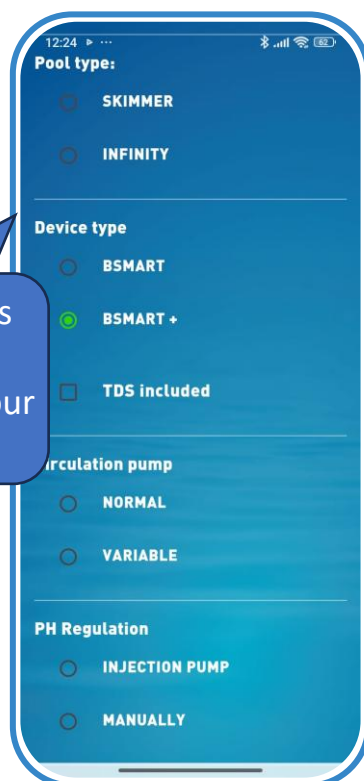 12:24
62
Pool type:
SKIMMER
INFINITY
Device type
BSMART
BSMART +
TDS included
NORMAL
pump
VARIABLE
PH Regulation
INJECTION PUMP
MANUALLY